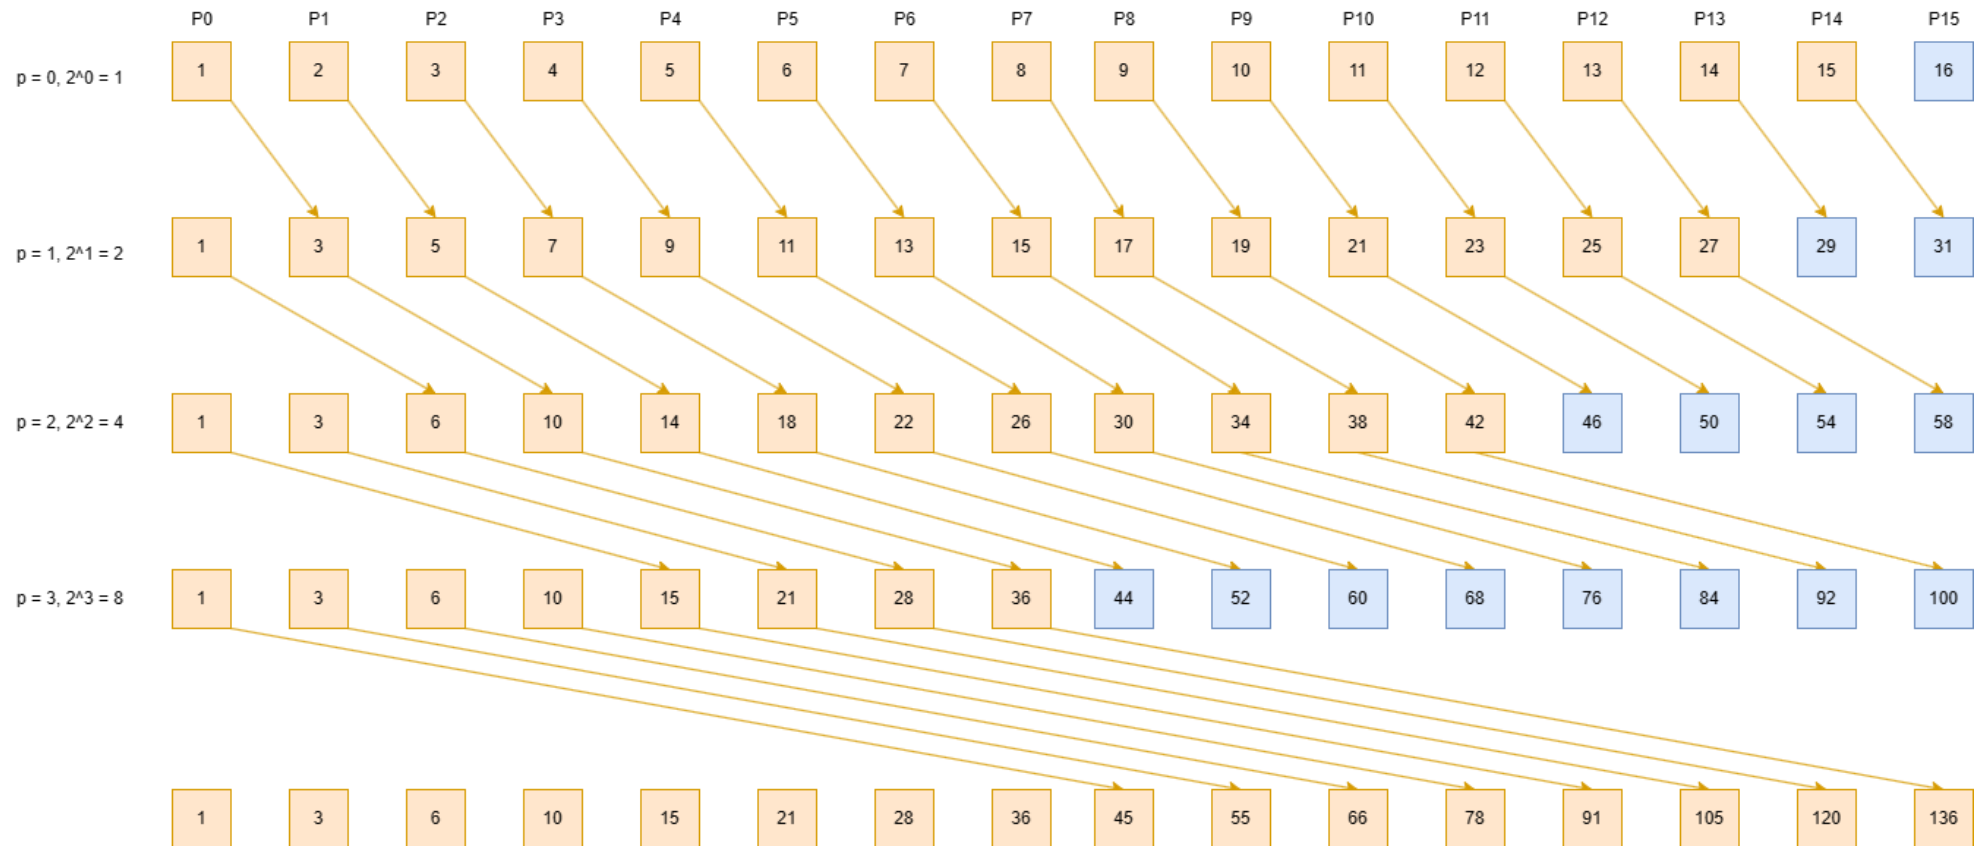 P0 P1 P2 P3 P4 P5 P6 P7 P8 P9 P10 P11 P12 P13 P14 P15
p = 0, 2^0 = 1 1 2 3 4 5 6 7 8 9 10 11 12 13 14 15 16
p = 1, 2^1 = 2 1 3 5 7 9 11 13 15 17 19 21 23 25 27 29 31
p = 2, 2^2 = 4 1 3 6 10 14 18 22 26 30 34 38 42 46 50 54 58
p = 3, 2^3 = 8 1 3 6 10 15 21 28 36 44 52 60 68 76 84 92 100
1 3 6 10 15 21 28 36 45 55 66 78 91 105 120 136